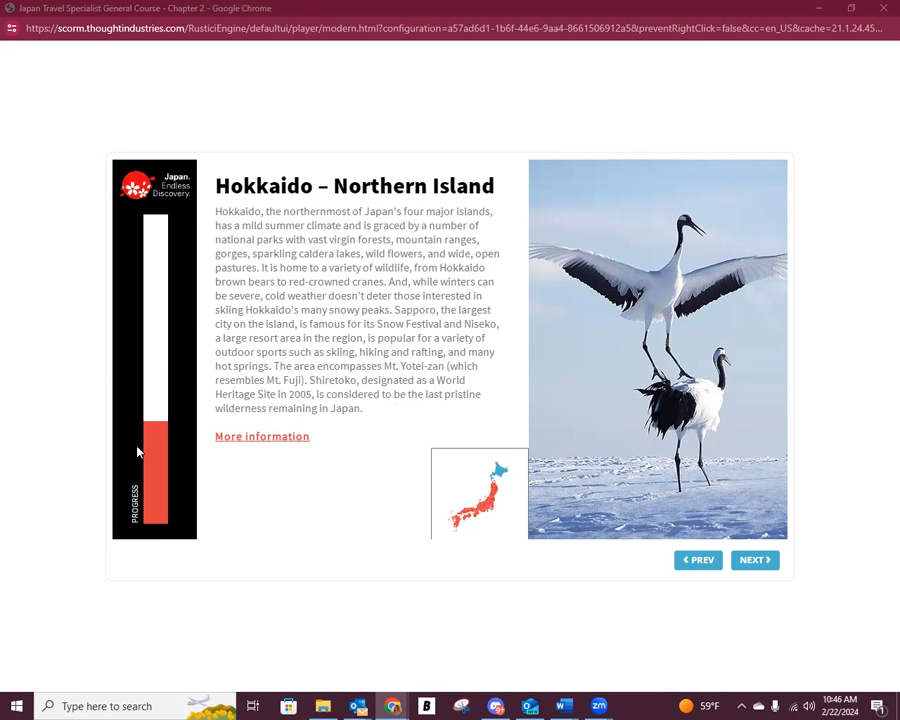 Japan Travel Specialist General Course - Chapter 2 - Google Chrome
https://scorm.thoughtindustries.com/RusticiEngine/defaultui/player/modern.html?configuration=a57ad6d1-1b6f-44e6-9aa4-8661506912a5&preventRightClick=false&cc=en_US&cache=21.1.24.45...
Japan.
Endless
Discovery.
PROGRESS
Hokkaido – Northern Island
Hokkaido, the northernmost of Japan's four major islands,
has a mild summer climate and is graced by a number of
national parks with vast virgin forests, mountain ranges,
gorges, sparkling caldera lakes, wild flowers, and wide, open
pastures. It is home to a variety of wildlife, from Hokkaido
brown bears to red-crowned cranes. And, while winters can
be severe, cold weather doesn't deter those interested in
skiing Hokkaido's many snowy peaks. Sapporo, the largest
city on the island, is famous for its Snow Festival and Niseko,
a large resort area in the region, is popular for a variety of
outdoor sports such as skiing, hiking and rafting, and many
hot springs. The area encompasses Mt. Yotei-zan (which
resembles Mt. Fuji). Shiretoko, designated as a World
Heritage Site in 2005, is considered to be the last pristine
wilderness remaining in Japan.
More information
PREV
NEXT
Type here to search
59°F
10:46 AM
2/22/2024